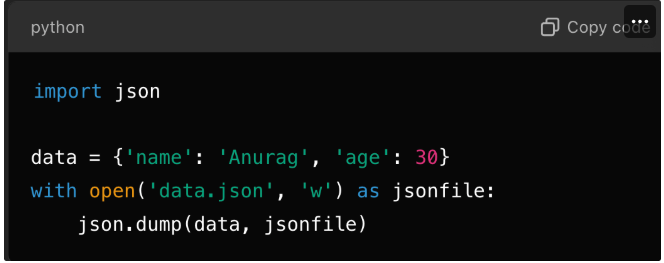 python
Copy code
import json
data = {'name': 'Anurag', 'age': 30}
with open('data.json', 'w') as jsonfile:
    json.dump(data, jsonfile)